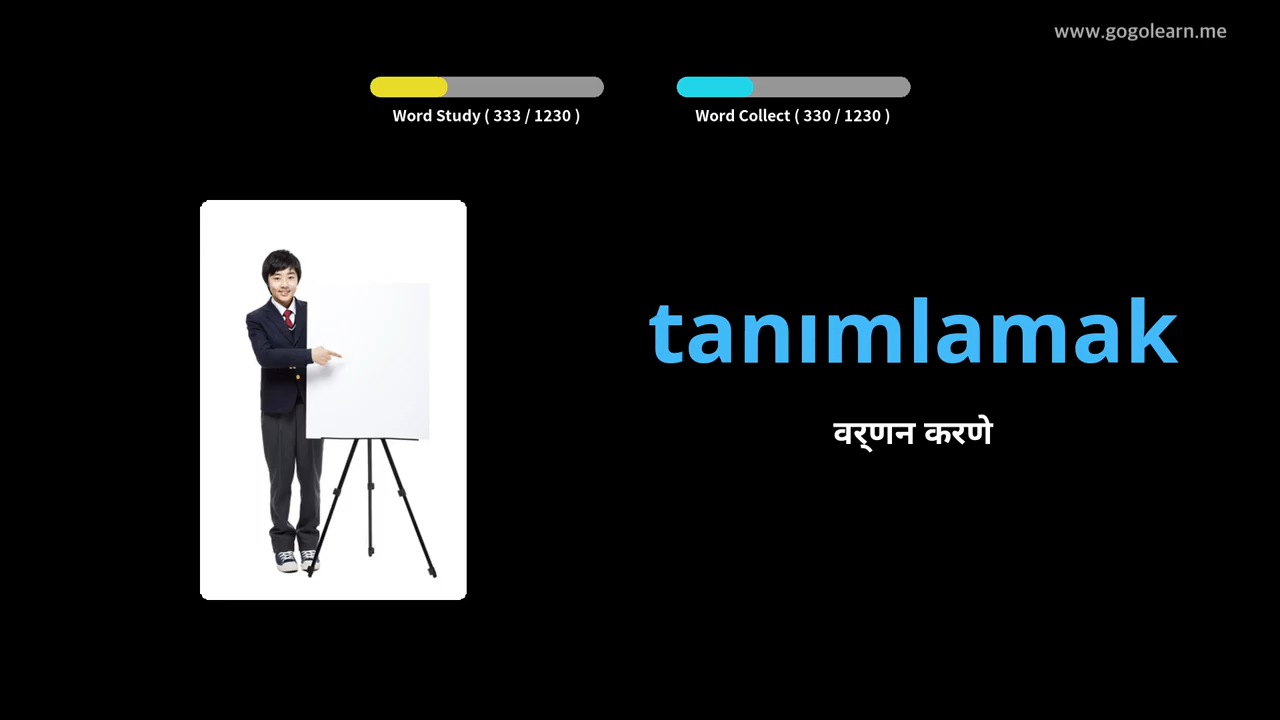 www.gogolearn.me
Word Study ( 333 / 1230 )
Word Collect ( 330 / 1230 )
tanımlamak
वर्णन करणे